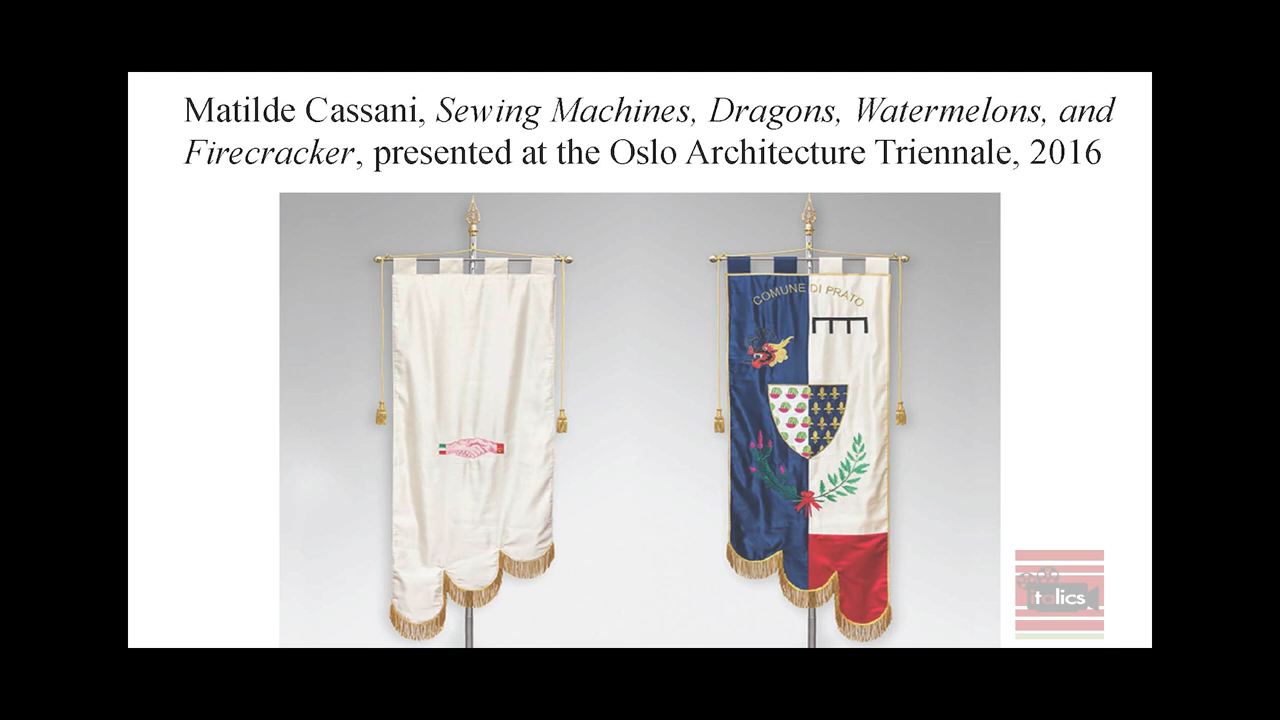 Matilde Cassani, Sewing Machines, Dragons, Watermelons, and
Firecracker, presented at the Oslo Architecture Triennale, 2016
COMUNE DI PRATO
italics